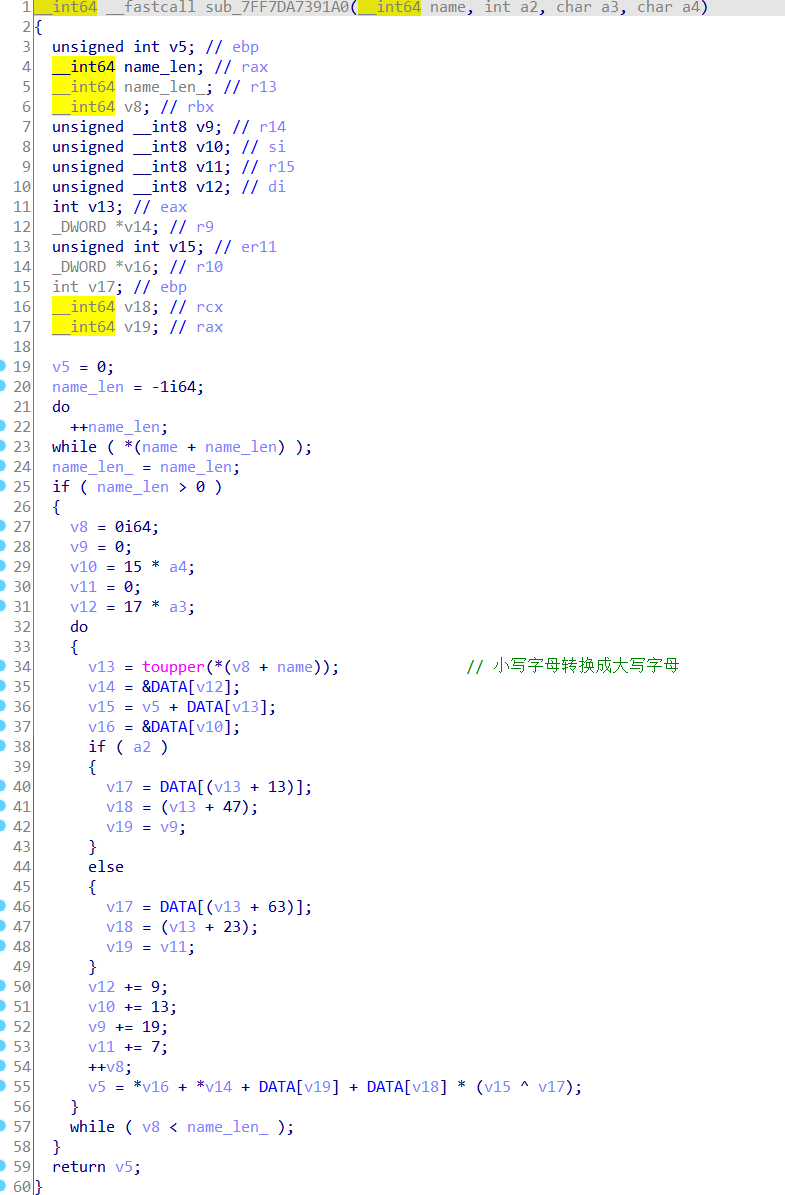 1 __int64 __fastcall sub_7FF7DA7391A0(__int64 name, int a2, char a3, char a4)
2 {
3   unsigned int v5; // ebp
4   __int64 name_len; // rax
5   __int64 name_len_; // r13
6   __int64 v8; // rbx
7   unsigned __int8 v9; // r14
8   unsigned __int8 v10; // si
9   unsigned __int8 v11; // r15
10   unsigned __int8 v12; // di
11   int v13; // eax
12   _DWORD *v14; // r9
13   unsigned int v15; // er11
14   _DWORD *v16; // r10
15   int v17; // ebp
16   __int64 v18; // rcx
17   __int64 v19; // rax
18
19   v5 = 0;
20   name_len = -1i64;
21   do
22     ++name_len;
23   while ( *(name + name_len) );
24   name_len_ = name_len;
25   if ( name_len > 0 )
26   {
27     v8 = 0i64;
28     v9 = 0;
29     v10 = 15 * a4;
30     v11 = 0;
31     v12 = 17 * a3;
32     do
33     {
34       v13 = toupper(*(v8 + name)); // 小写字母转换成大写字母
35       v14 = &DATA[v12];
36       v15 = v5 + DATA[v13];
37       v16 = &DATA[v10];
38       if ( a2 )
39       {
40         v17 = DATA[(v13 + 13)];
41         v18 = (v13 + 47);
42         v19 = v9;
43       }
44       else
45       {
46         v17 = DATA[(v13 + 63)];
47         v18 = (v13 + 23);
48         v19 = v11;
49       }
50       v12 += 9;
51       v10 += 13;
52       v9 += 19;
53       v11 += 7;
54       ++v8;
55       v5 = *v16 + *v14 + DATA[v19] + DATA[v18] * (v15 ^ v17);
56     }
57     while ( v8 < name_len_ );
58   }
59   return v5;
60 }